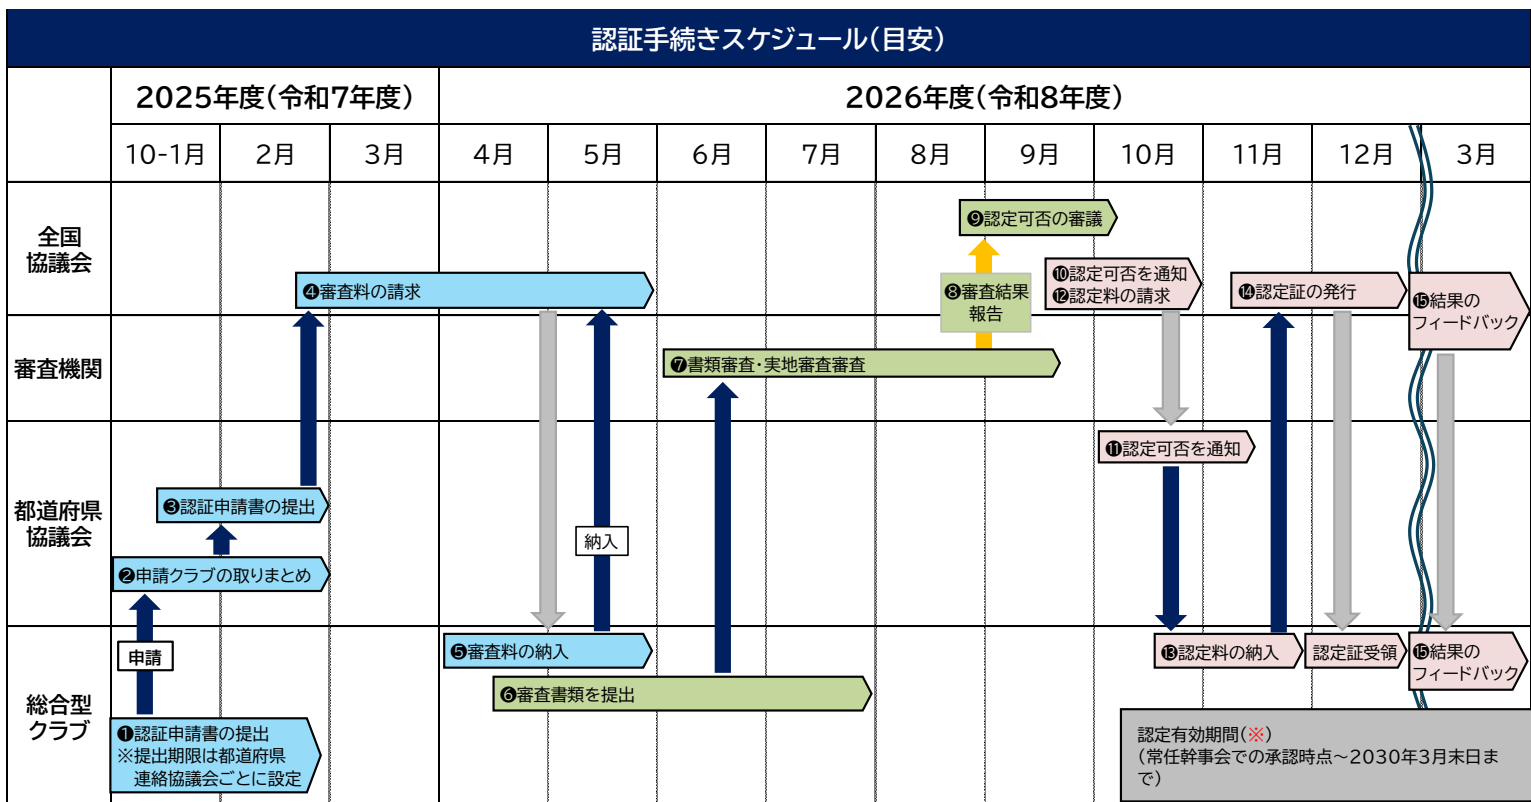 認証手続きスケジュール(目安)
2025年度(令和7年度)
2026年度(令和8年度)
10-1月
2月
3月
4月
5月
6月
7月
8月
9月
10月
11月
12月
3月
全国
協議会
❾認定可否の審議
❹審査料の請求
❽審査結果
報告
❿認定可否を通知
⓬認定料の請求
⓮認定証の発行
⓯結果の
フィードバック
審査機関
❼書類審査・実地審査審査
都道府県
協議会
⓫認定可否を通知
❸認証申請書の提出
納入
❷申請クラブの取りまとめ
総合型
クラブ
申請
❺審査料の納入
⓭認定料の納入
認定証受領
⓯結果の
フィードバック
❻審査書類を提出
❶認証申請書の提出
※提出期限は都道府県
連絡協議会ごとに設定
認定有効期間(※)
(常任幹事会での承認時点~2030年3月末日ま
で)